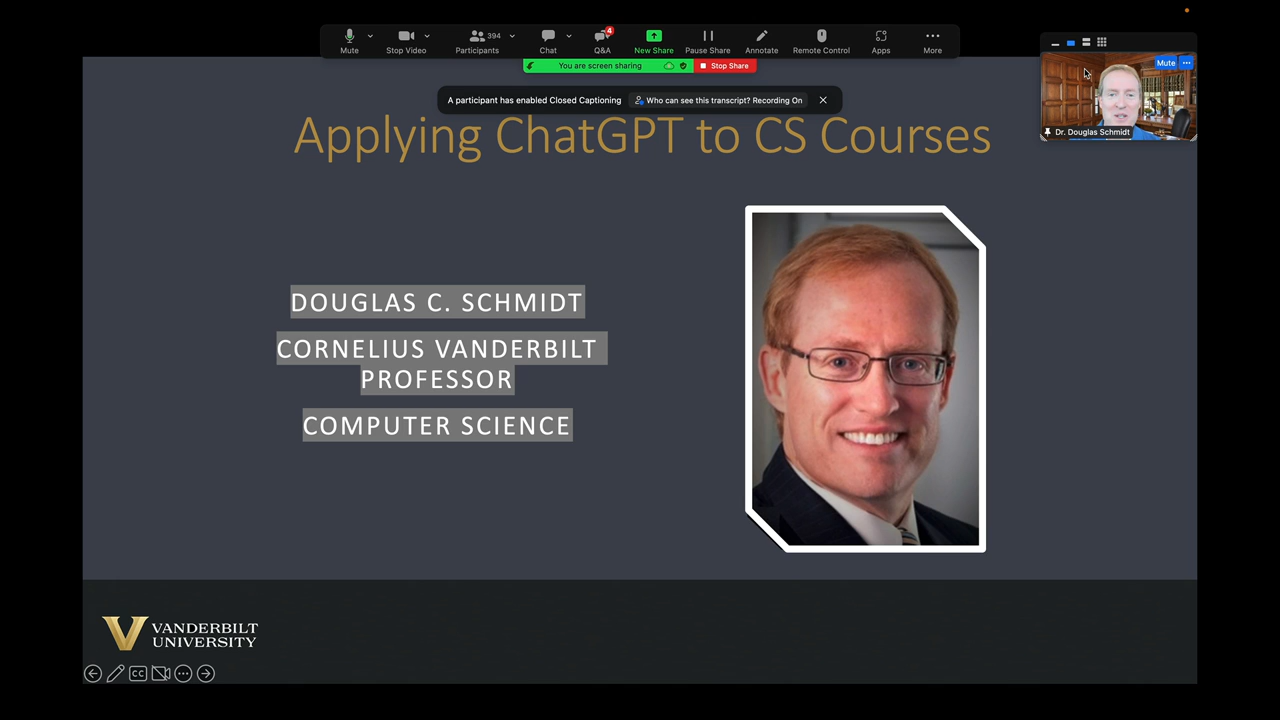 394
4
Mute
Stop Video
Participants
Chat
Q&A
New Share
Pause Share
Annotate
Remote Control
Apps
More
You are screen sharing
Stop Share
Mute
Dr. Douglas Schmidt
A participant has enabled Closed Captioning
Who can see this transcript? Recording On
Applying ChatGPT to CS Courses
DOUGLAS C. SCHMIDT
CORNELIUS VANDERBILT
PROFESSOR
COMPUTER SCIENCE
V VANDERBILT
UNIVERSITY
CC